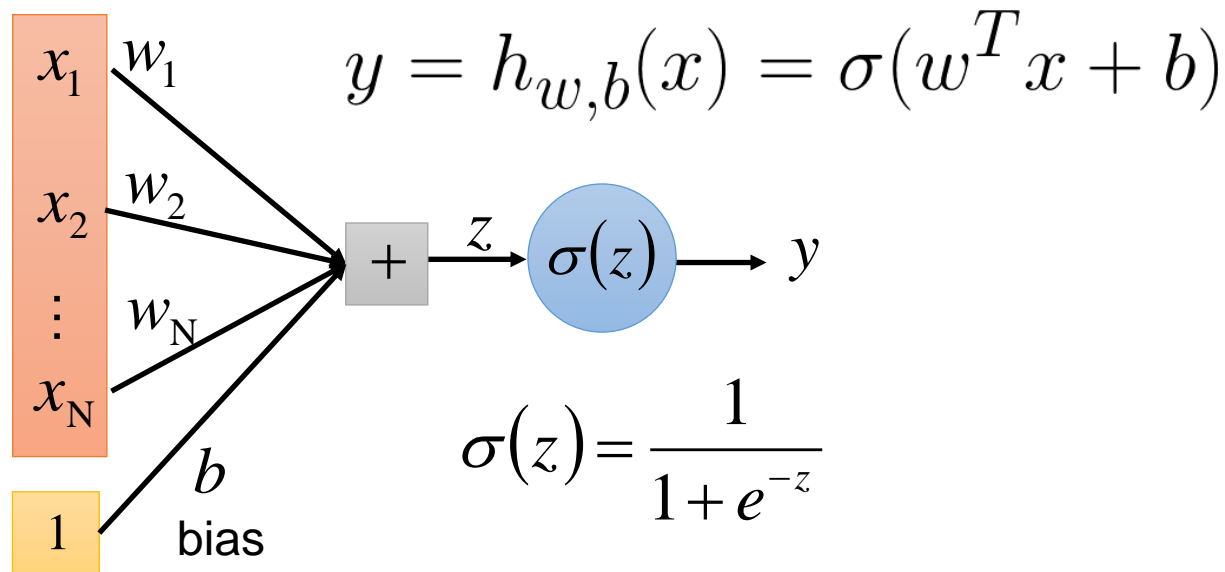 x₁ w₁
y = h_{w,b}(x) = σ(w^T x + b)
x₂ w₂
+ z σ(z) y
⋮ w_N
x_N
σ(z) = 1 / (1 + e^{-z})
b
1 bias